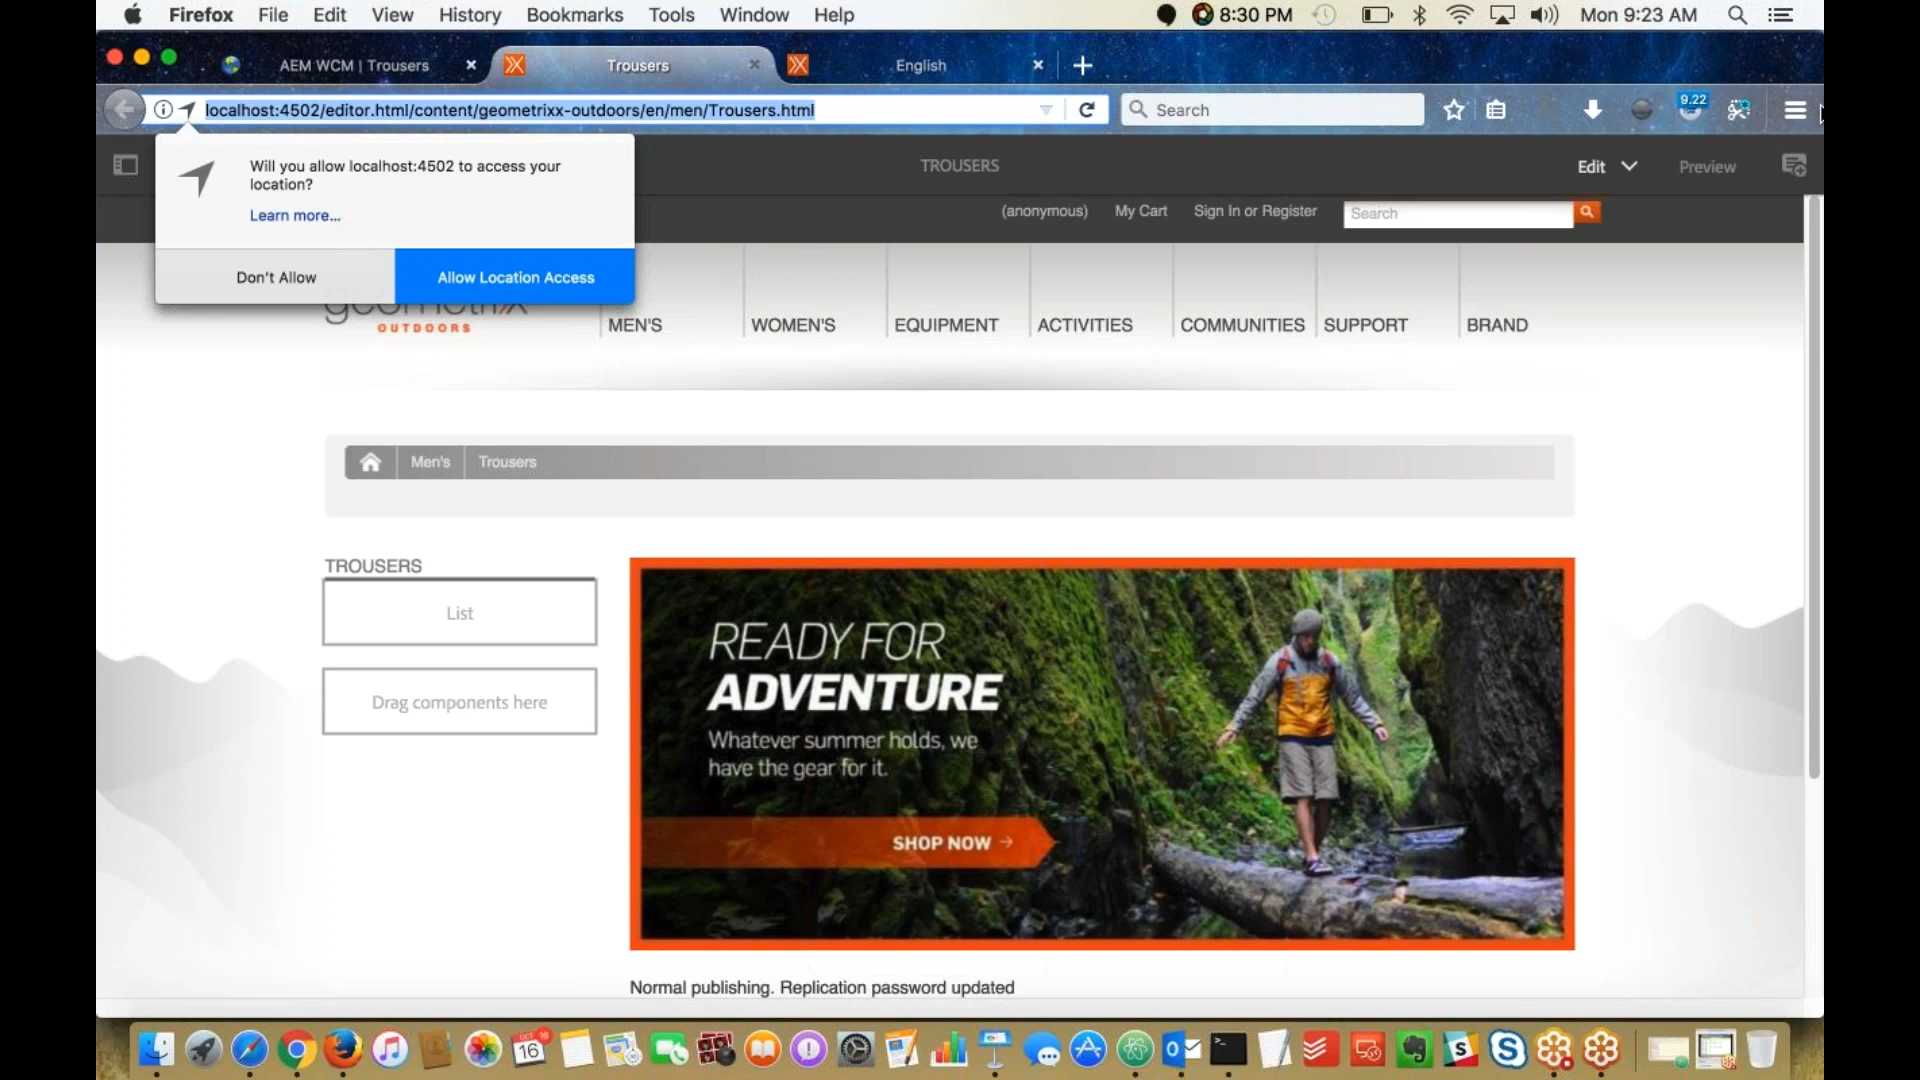 Firefox File Edit View History Bookmarks Tools Window Help 8:30 PM Mon 9:23 AM
AEM WCM | Trousers
Trousers
English
localhost:4502/editor.html/content/geometrixx-outdoors/en/men/Trousers.html
Search
9.22
Will you allow localhost:4502 to access your
location?
Learn more...
Don't Allow
Allow Location Access
TROUSERS
Edit
Preview
(anonymous) My Cart Sign In or Register Search
geometrixx
OUTDOORS
MEN'S WOMEN'S EQUIPMENT ACTIVITIES COMMUNITIES SUPPORT BRAND
Men's Trousers
TROUSERS
List
Drag components here
READY FOR
ADVENTURE
Whatever summer holds, we
have the gear for it.
SHOP NOW →
Normal publishing. Replication password updated
16